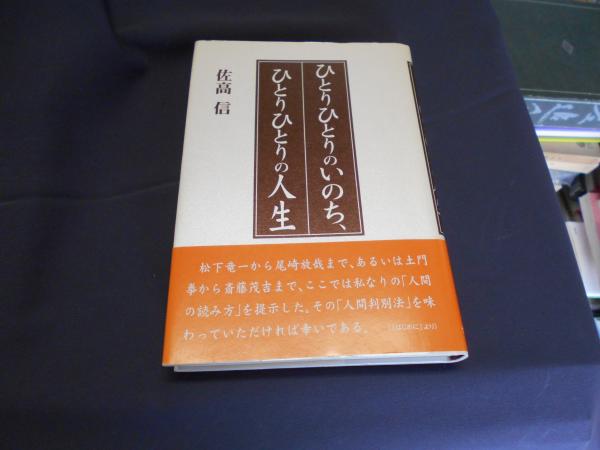 ひとりひとりのいのち、
ひとりひとりの人生
佐高 信
松下竜一から尾崎放哉まで、あるいは土門
拳から斎藤茂吉まで、ここでは私なりの「人間
の読み方」を提示した。その「人間判別法」を味
わっていただければ幸いである。
(「はじめに」より)